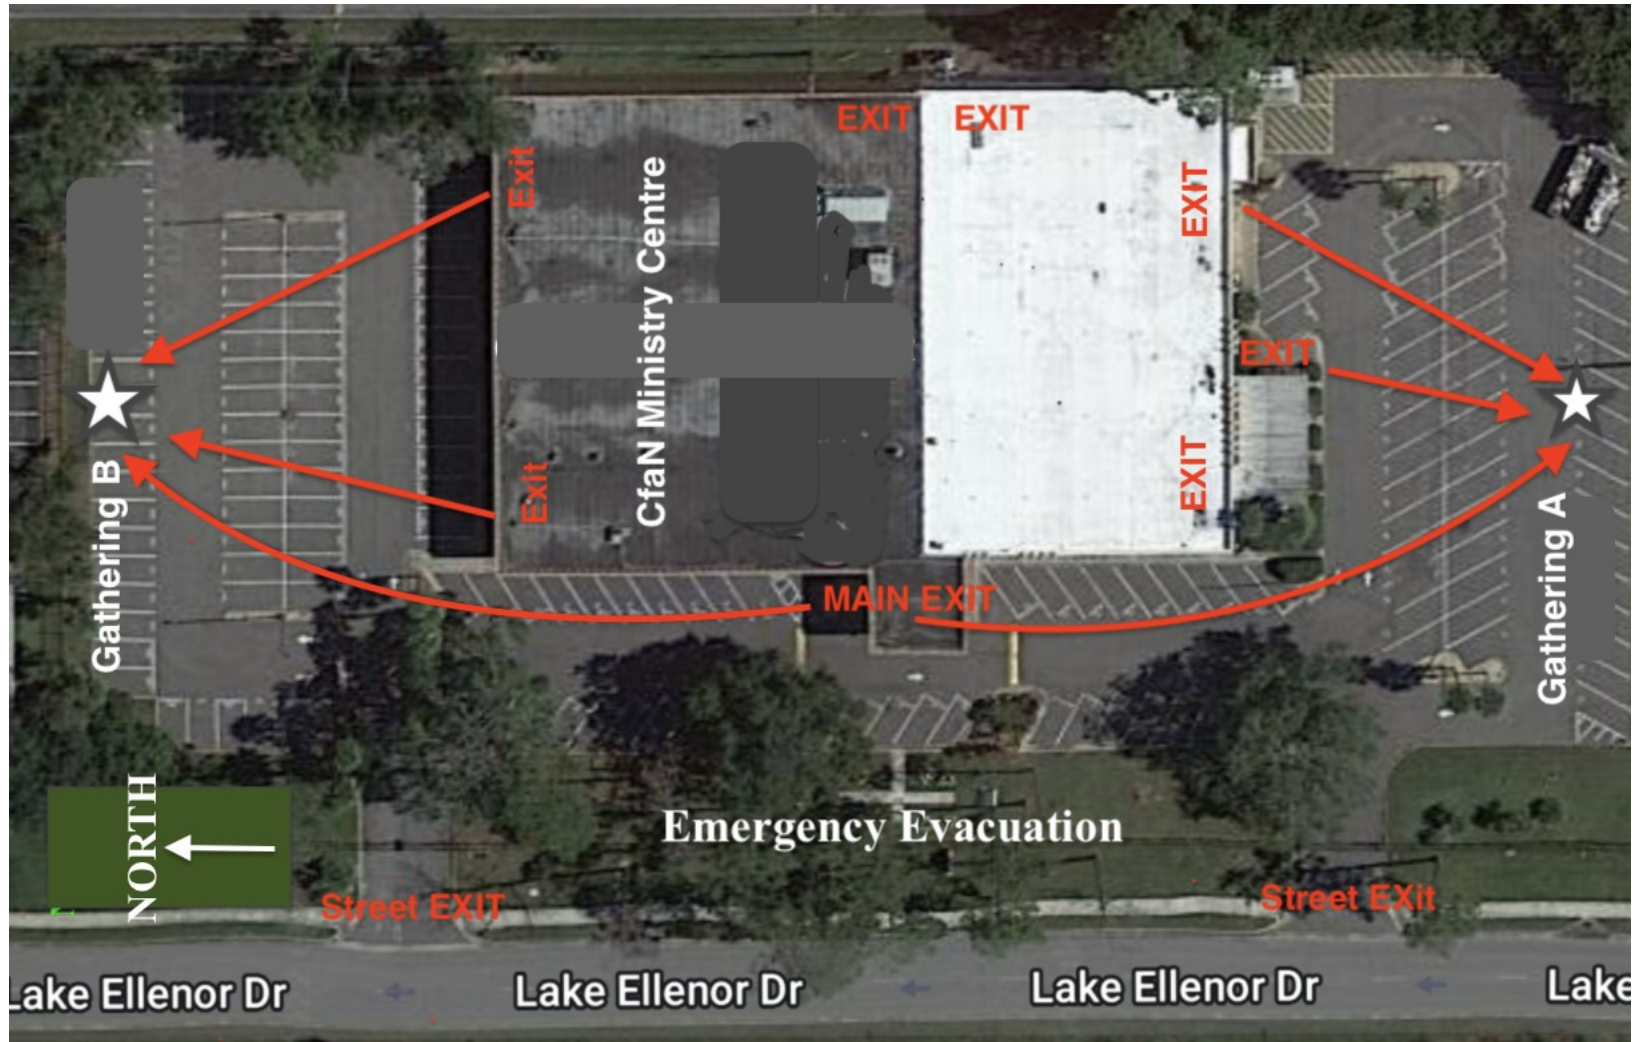 EXIT
EXIT
Exit
CfaN Ministry Centre
EXIT
EXIT
Exit
EXIT
Gathering B
Gathering A
MAIN EXIT
NORTH
Emergency Evacuation
Street EXIT
Street EXit
Lake Ellenor Dr
Lake Ellenor Dr
Lake Ellenor Dr
Lake